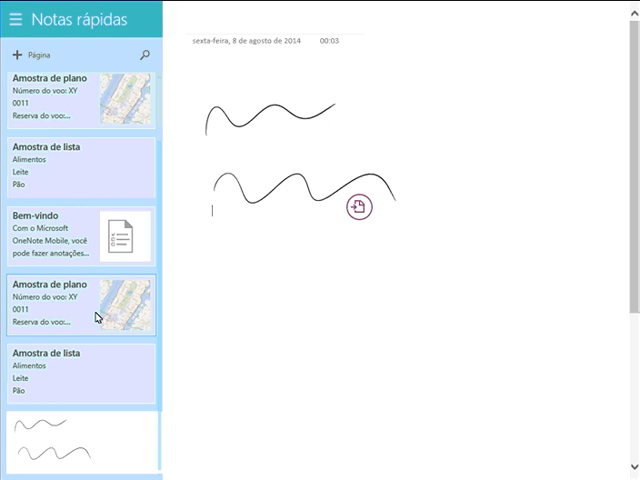 Notas rápidas
Página
Amostra de plano
Número do voo: XY
0011
Reserva do voo:...
Amostra de lista
Alimentos
Leite
Pão
Bem-vindo
Com o Microsoft
OneNote Mobile, você
pode fazer anotações...
Amostra de plano
Número do voo: XY
0011
Reserva do voo:...
Amostra de lista
Alimentos
Leite
Pão
sexta-feira, 8 de agosto de 2014 00:03